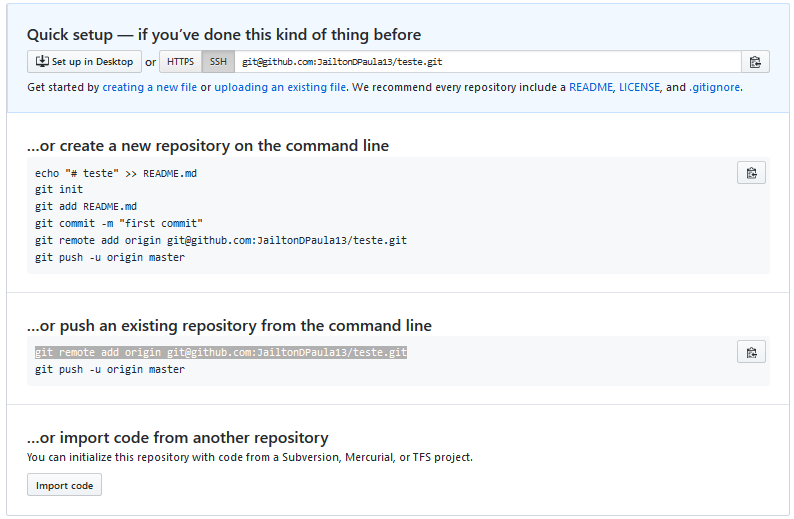 Quick setup — if you’ve done this kind of thing before
Set up in Desktop or HTTPS SSH git@github.com:JailtonDPaula13/teste.git
Get started by creating a new file or uploading an existing file. We recommend every repository include a README, LICENSE, and .gitignore.
…or create a new repository on the command line
echo "# teste" >> README.md
git init
git add README.md
git commit -m "first commit"
git remote add origin git@github.com:JailtonDPaula13/teste.git
git push -u origin master
…or push an existing repository from the command line
git remote add origin git@github.com:JailtonDPaula13/teste.git
git push -u origin master
…or import code from another repository
You can initialize this repository with code from a Subversion, Mercurial, or TFS project.
Import code